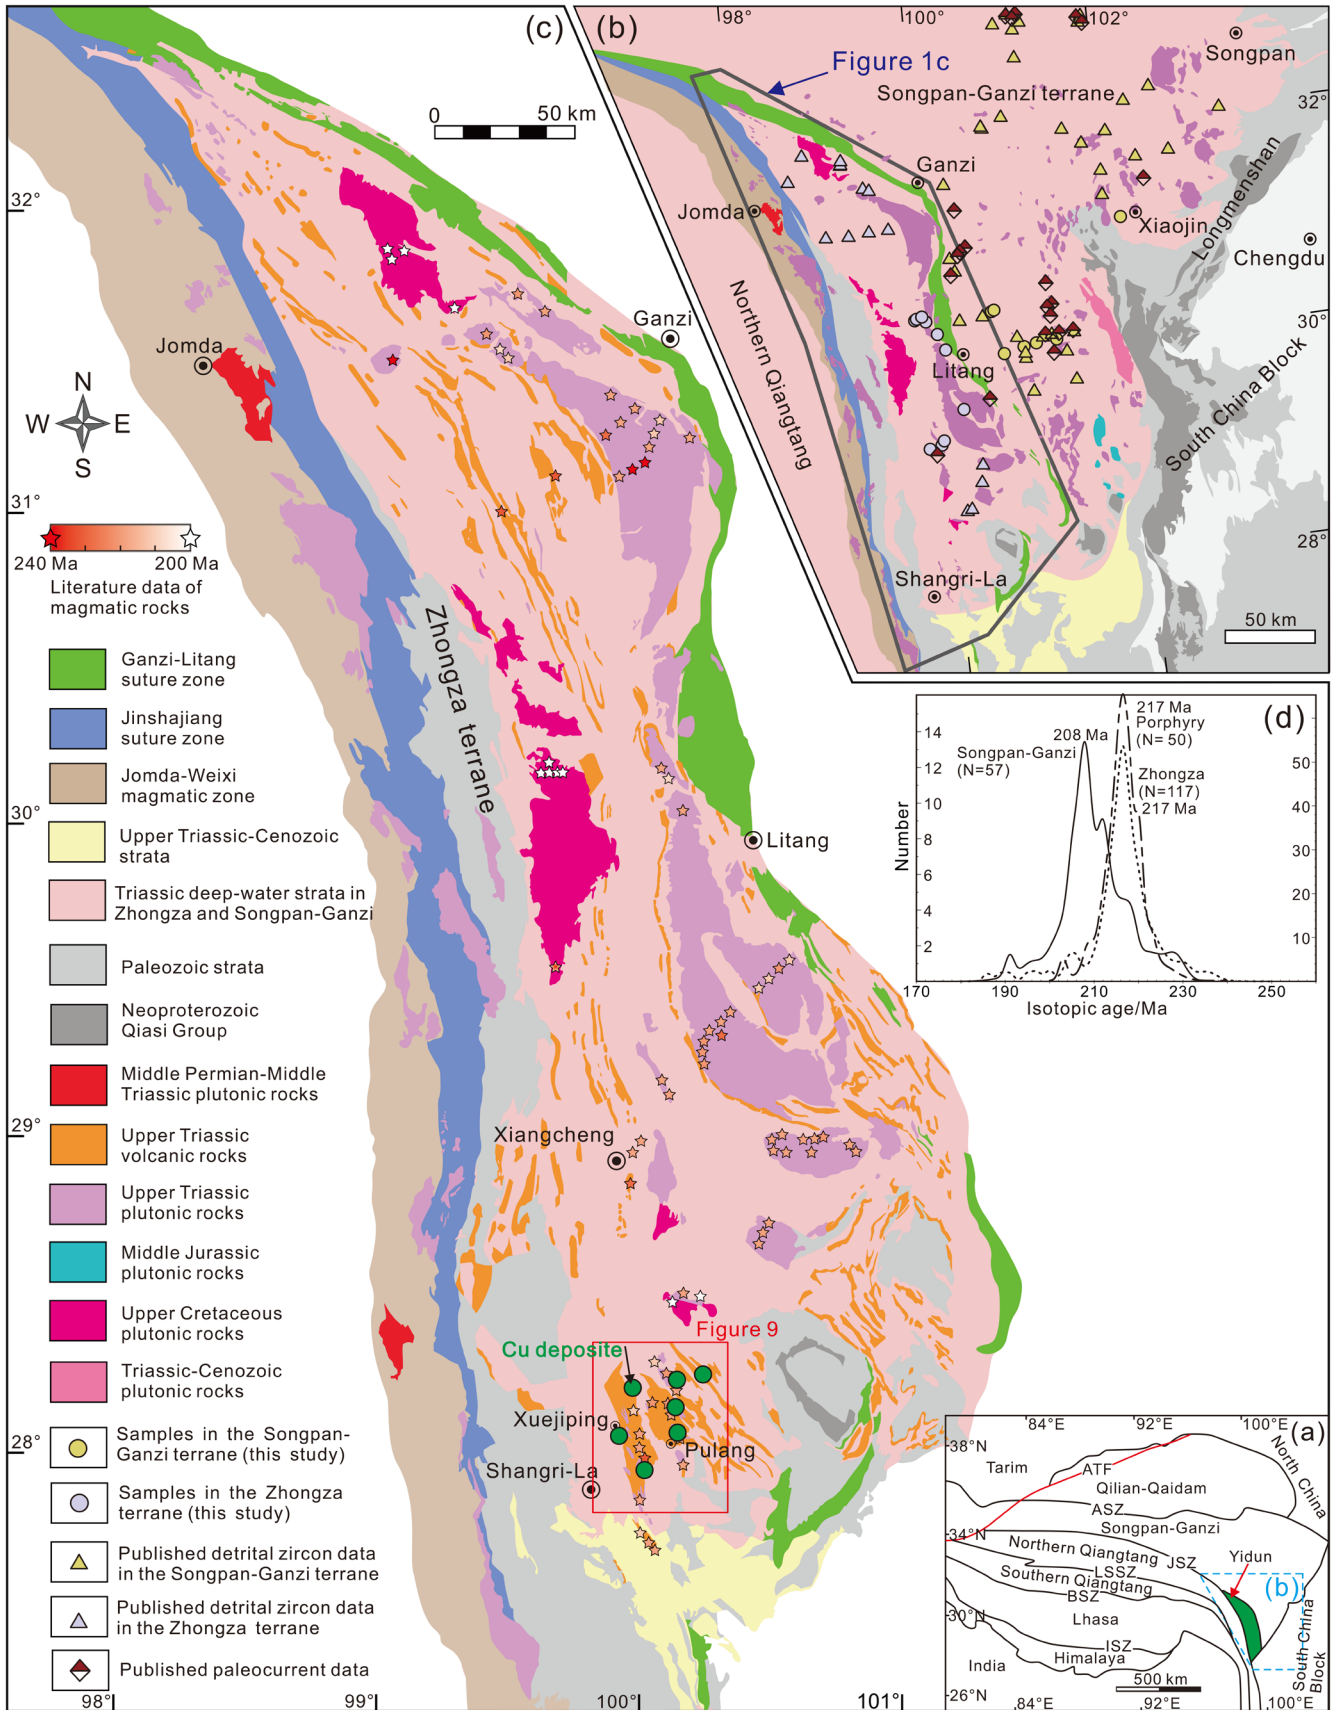 (c)
0 50 km
32°
Ganzi
Jomda
N
W E
S
31°
240 Ma 200 Ma
Literature data of
magmatic rocks
Zhongza terrane
Ganzi-Litang
suture zone
Jinshajiang
suture zone
Jomda-Weixi
magmatic zone
Upper Triassic-Cenozoic
strata
Triassic deep-water strata in
Zhongza and Songpan-Ganzi
Paleozoic strata
Neoproterozoic
Qiasi Group
Middle Permian-Middle
Triassic plutonic rocks
Upper Triassic
volcanic rocks
Upper Triassic
plutonic rocks
Middle Jurassic
plutonic rocks
Upper Cretaceous
plutonic rocks
Triassic-Cenozoic
plutonic rocks
Samples in the Songpan-
Ganzi terrane (this study)
Samples in the Zhongza
terrane (this study)
Published detrital zircon data
in the Songpan-Ganzi terrane
Published detrital zircon data
in the Zhongza terrane
Published paleocurrent data
30°
Litang
29°
Xiangcheng
Figure 9
Cu deposite
Xuejiping
Pulang
Shangri-La
28°
98° 99° 100° 101°
(b)
98° 100° 102°
Songpan
Figure 1c
Songpan-Ganzi terrane
32°
Ganzi
Longmenshan
Jomda
Xiaojin
Chengdu
Northern Qiangtang
30°
Litang
South China Block
28°
Shangri-La
50 km
(d)
217 Ma
Porphyry
(N= 50)
208 Ma
Songpan-Ganzi
(N=57)
Zhongza
(N=117)
217 Ma
Number
14
12
10
8
6
4
2
50
40
30
20
10
170 190 210 230 250
Isotopic age/Ma
(a)
84°E 92°E 100°E
38°N
Tarim
ATF
North China
Qilian-Qaidam
ASZ
34°N
Songpan-Ganzi
Northern Qiangtang
JSZ
Yidun
LSSZ
Southern Qiangtang
(b)
BSZ
30°N
Lhasa
South China
Block
ISZ
Himalaya
India
500 km
26°N
84°E 92°E 100°E